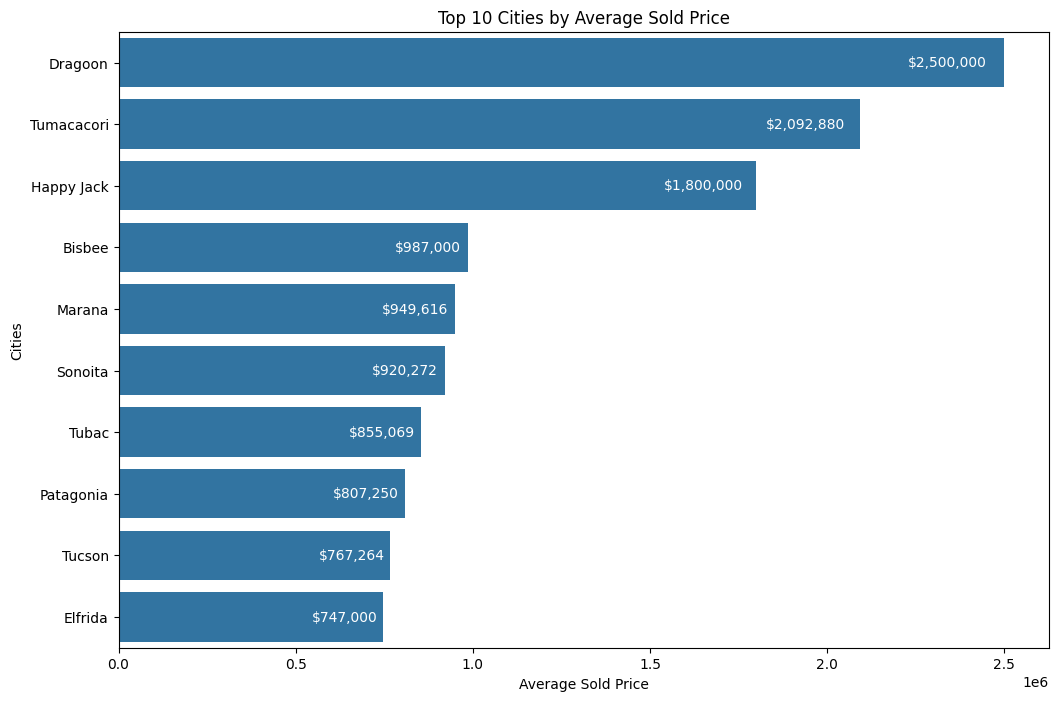 Top 10 Cities by Average Sold Price
Dragoon $2,500,000
Tumacacori $2,092,880
Happy Jack $1,800,000
Bisbee $987,000
Marana $949,616
Sonoita $920,272
Tubac $855,069
Patagonia $807,250
Tucson $767,264
Elfrida $747,000
Cities
0.0 0.5 1.0 1.5 2.0 2.5
1e6
Average Sold Price